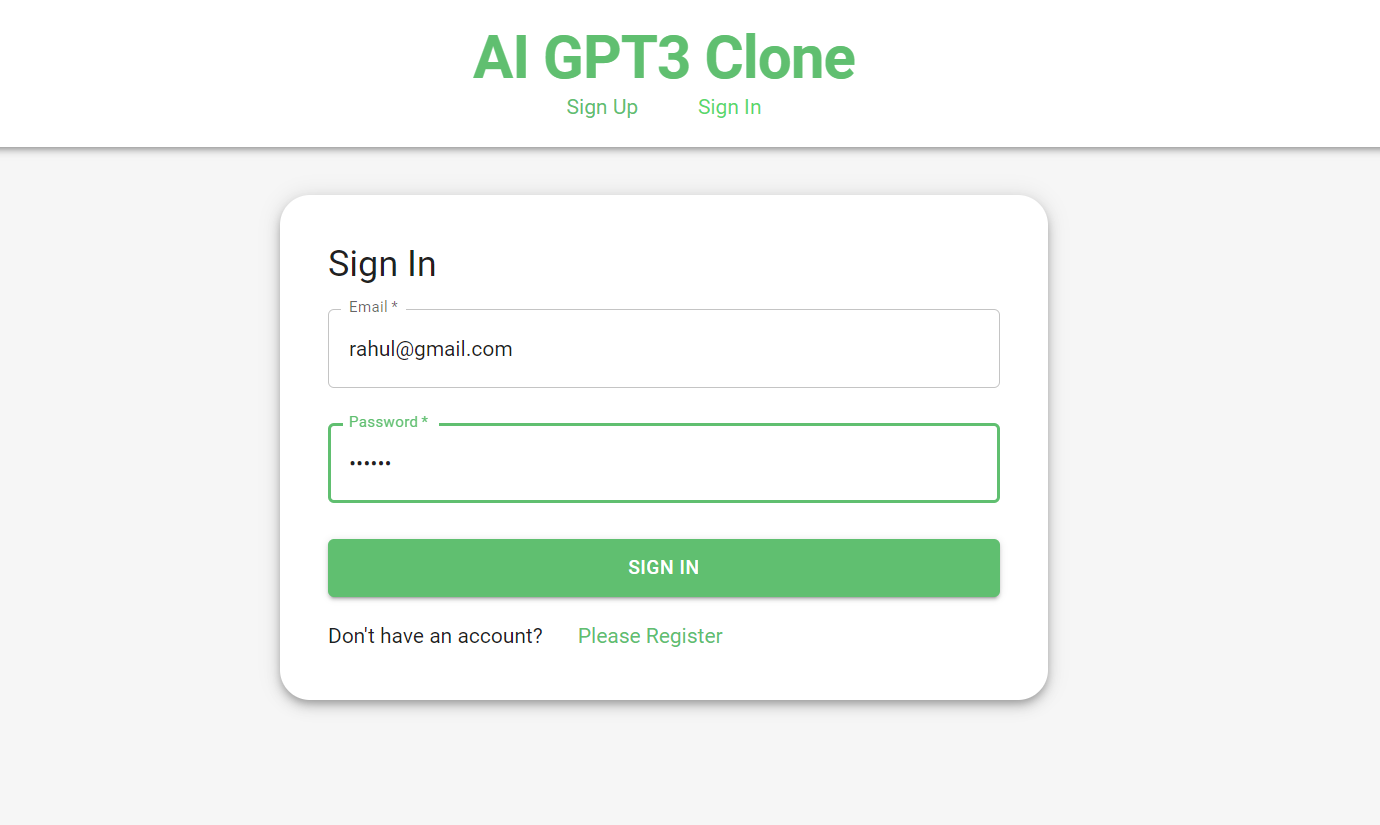 AI GPT3 Clone
Sign Up Sign In
Sign In
Email *
rahul@gmail.com
Password *
••••••
SIGN IN
Don't have an account? Please Register